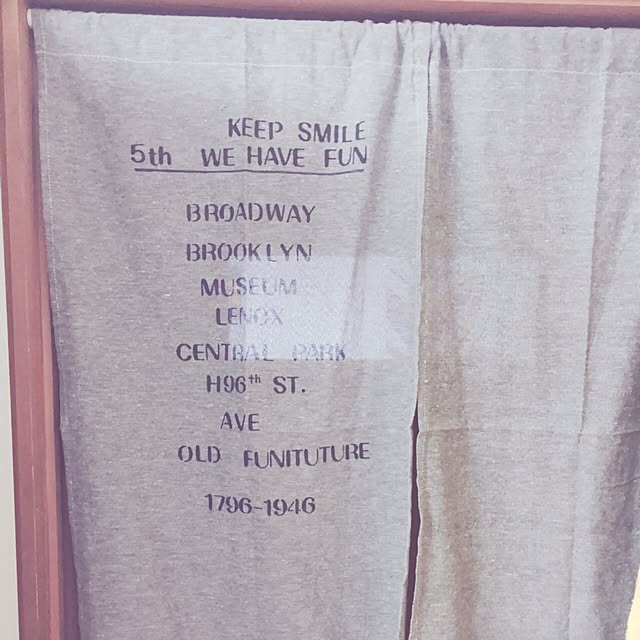 KEEP SMILE
5th WE HAVE FUN
BROADWAY
BROOKLYN
MUSEUM
LENOX
CENTRAL PARK
H96th ST.
AVE
OLD FUNITUTURE
1796-1946